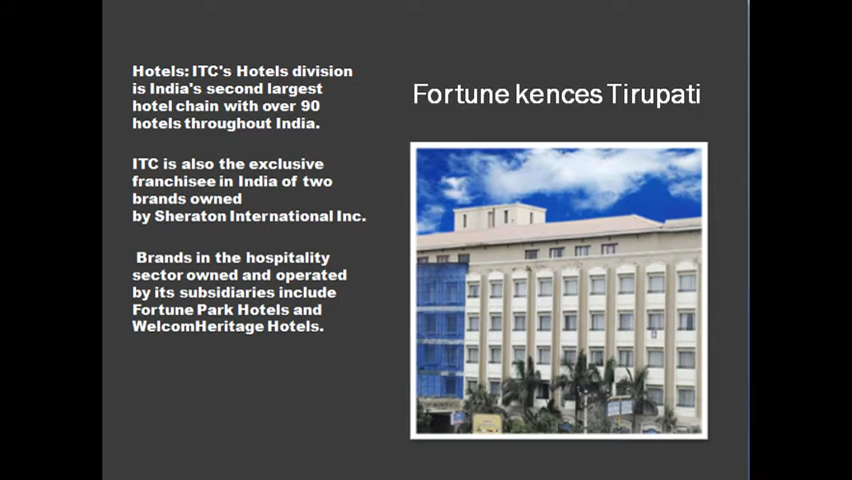 Hotels: ITC's Hotels division
is India's second largest
hotel chain with over 90
hotels throughout India.
ITC is also the exclusive
franchisee in India of two
brands owned
by Sheraton International Inc.
Brands in the hospitality
sector owned and operated
by its subsidiaries include
Fortune Park Hotels and
WelcomHeritage Hotels.
Fortune kences Tirupati